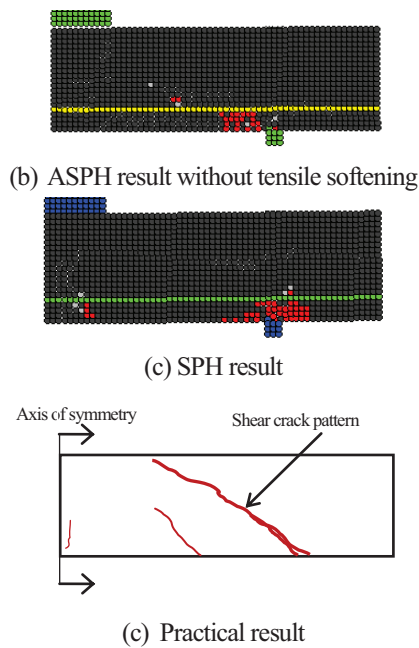 (b) ASPH result without tensile softening
(c) SPH result
Axis of symmetry
Shear crack pattern
(c) Practical result